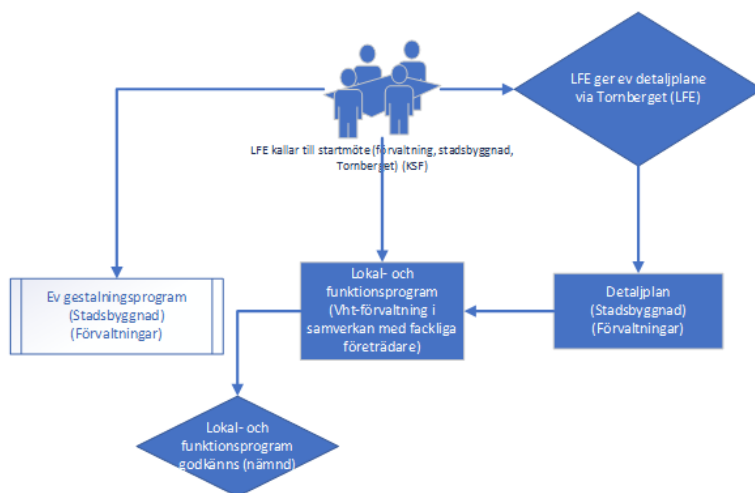 LFE ger ev detaljplane
via Tornberget (LFE)
LFE kallar till startmöte (förvaltning, stadsbyggnad,
Tornberget) (KSF)
Ev gestalningsprogram
(Stadsbyggnad)
(Förvaltningar)
Lokal- och
funktionsprogram
(Vht-förvaltning i
samverkan med fackliga
företrädare)
Detaljplan
(Stadsbyggnad)
(Förvaltningar)
Lokal- och
funktionsprogram
godkänns (nämnd)